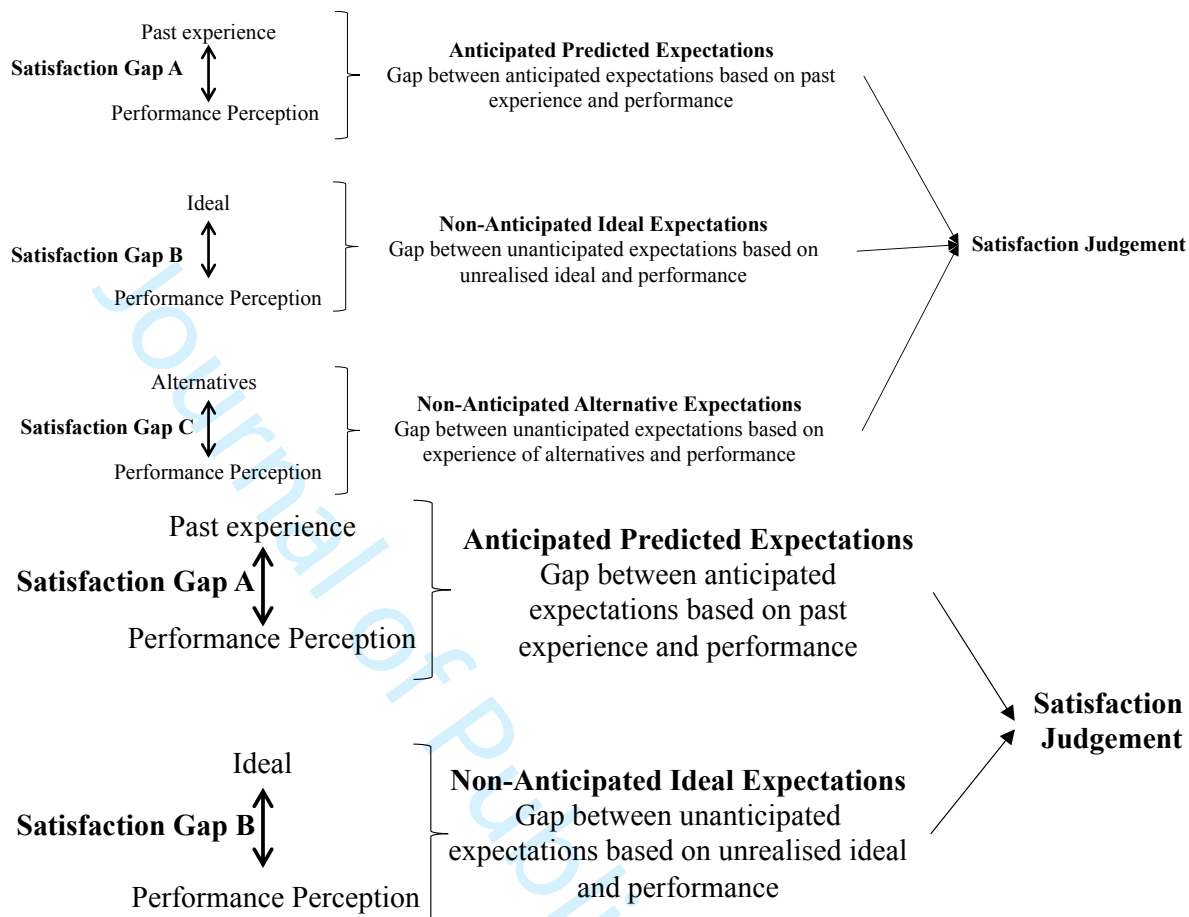 Past experience
Satisfaction Gap A
Performance Perception
Anticipated Predicted Expectations
Gap between anticipated expectations based on past
experience and performance
Ideal
Satisfaction Gap B
Performance Perception
Non-Anticipated Ideal Expectations
Gap between unanticipated expectations based on
unrealised ideal and performance
Satisfaction Judgement
Alternatives
Satisfaction Gap C
Performance Perception
Non-Anticipated Alternative Expectations
Gap between unanticipated expectations based on
experience of alternatives and performance
Past experience
Satisfaction Gap A
Performance Perception
Anticipated Predicted Expectations
Gap between anticipated
expectations based on past
experience and performance
Satisfaction
Judgement
Ideal
Satisfaction Gap B
Performance Perception
Non-Anticipated Ideal Expectations
Gap between unanticipated
expectations based on unrealised ideal
and performance
Journal of Publi